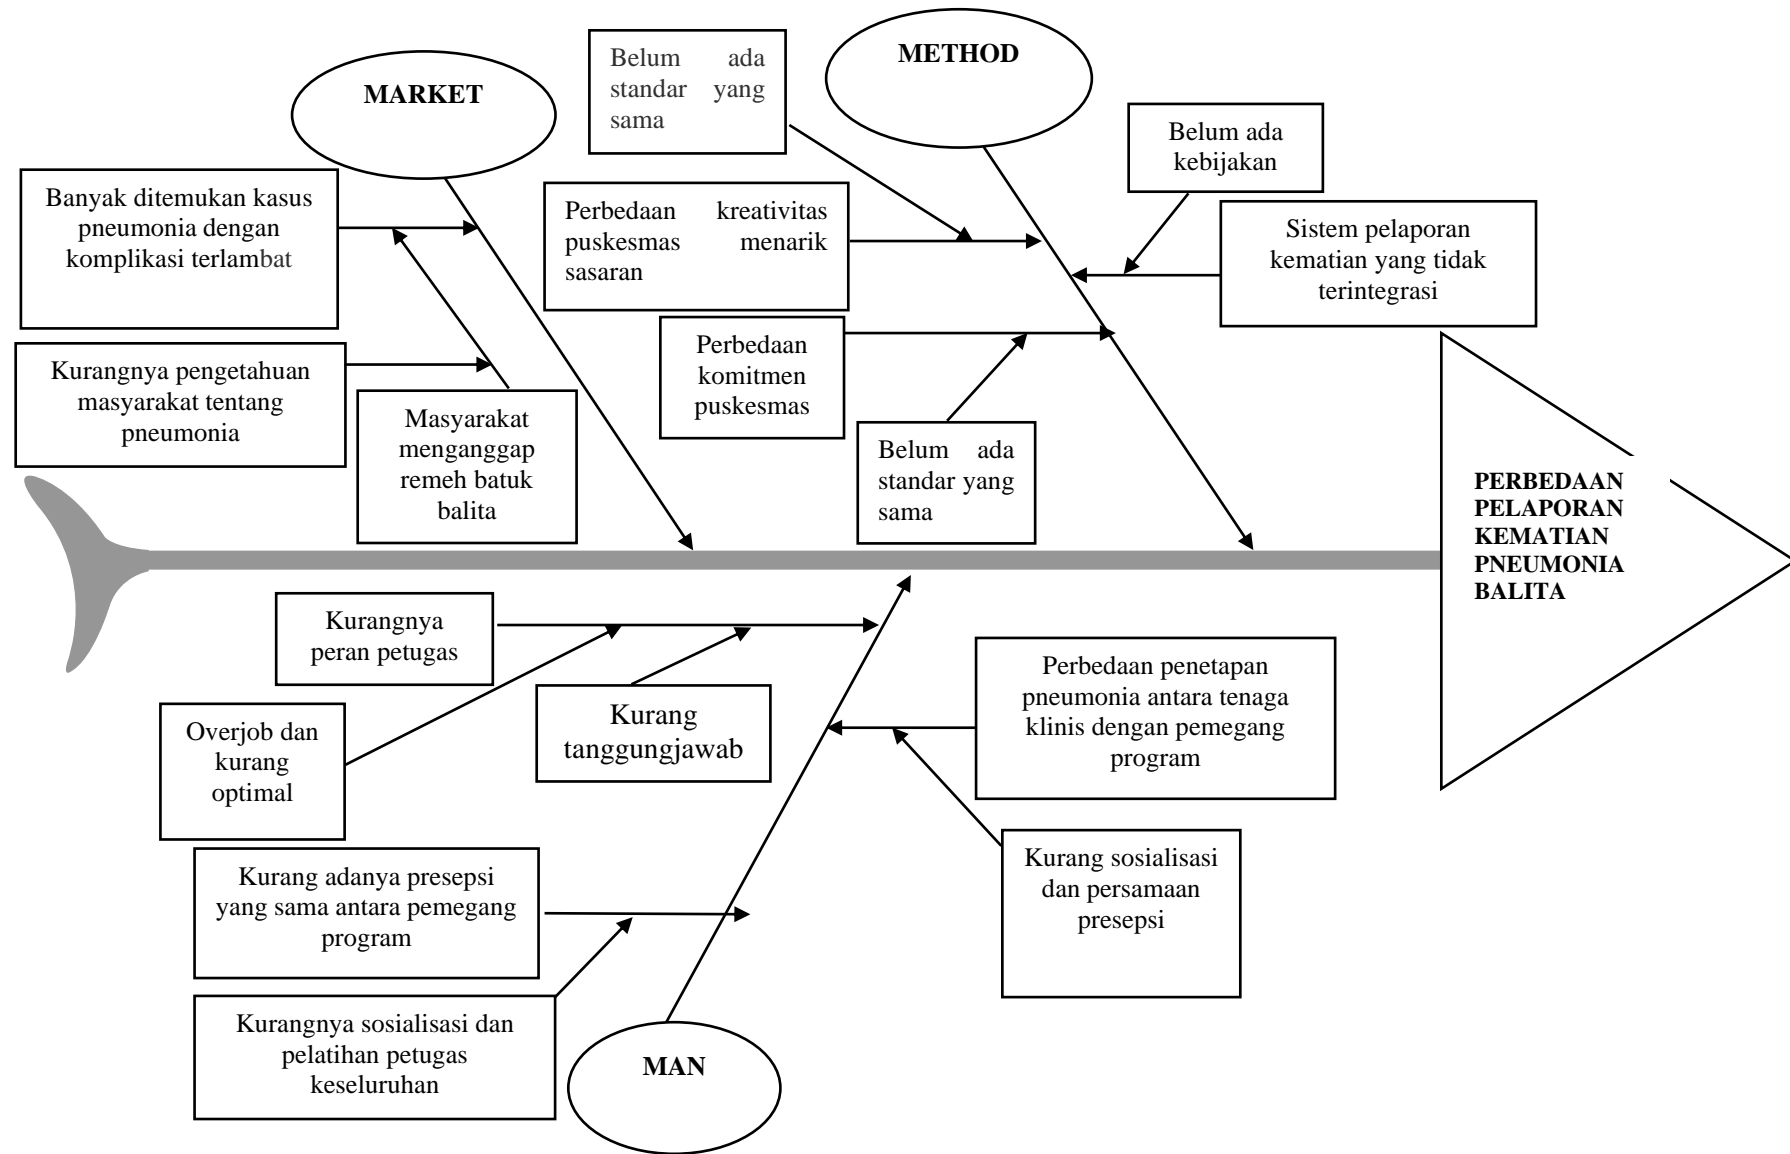 MARKET
Belum ada
standar yang
sama
METHOD
Belum ada
kebijakan
Banyak ditemukan kasus
pneumonia dengan
komplikasi terlambat
Perbedaan kreativitas
puskesmas menarik
sasaran
Sistem pelaporan
kematian yang tidak
terintegrasi
Kurangnya pengetahuan
masyarakat tentang
pneumonia
Perbedaan
komitmen
puskesmas
Masyarakat
menganggap
remeh batuk
balita
Belum ada
standar yang
sama
PERBEDAAN
PELAPORAN
KEMATIAN
PNEUMONIA
BALITA
Kurangnya
peran petugas
Perbedaan penetapan
pneumonia antara tenaga
klinis dengan pemegang
program
Overjob dan
kurang
optimal
Kurang
tanggungjawab
Kurang sosialisasi
dan persamaan
presepsi
Kurang adanya presepsi
yang sama antara pemegang
program
Kurangnya sosialisasi dan
pelatihan petugas
keseluruhan
MAN